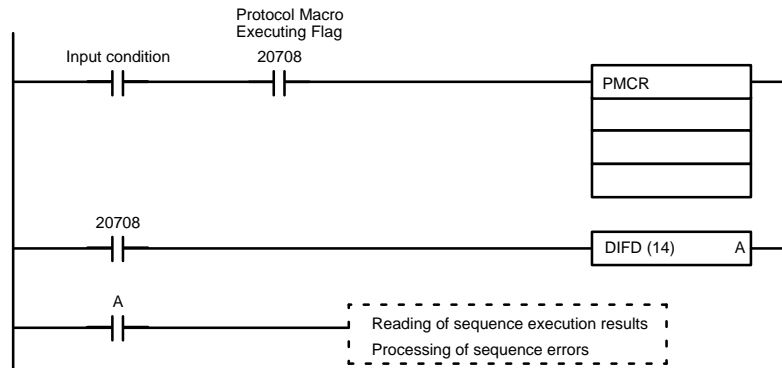 Protocol Macro
Executing Flag
Input condition
20708
PMCR
20708
DIFD (14) A
A
Reading of sequence execution results
Processing of sequence errors